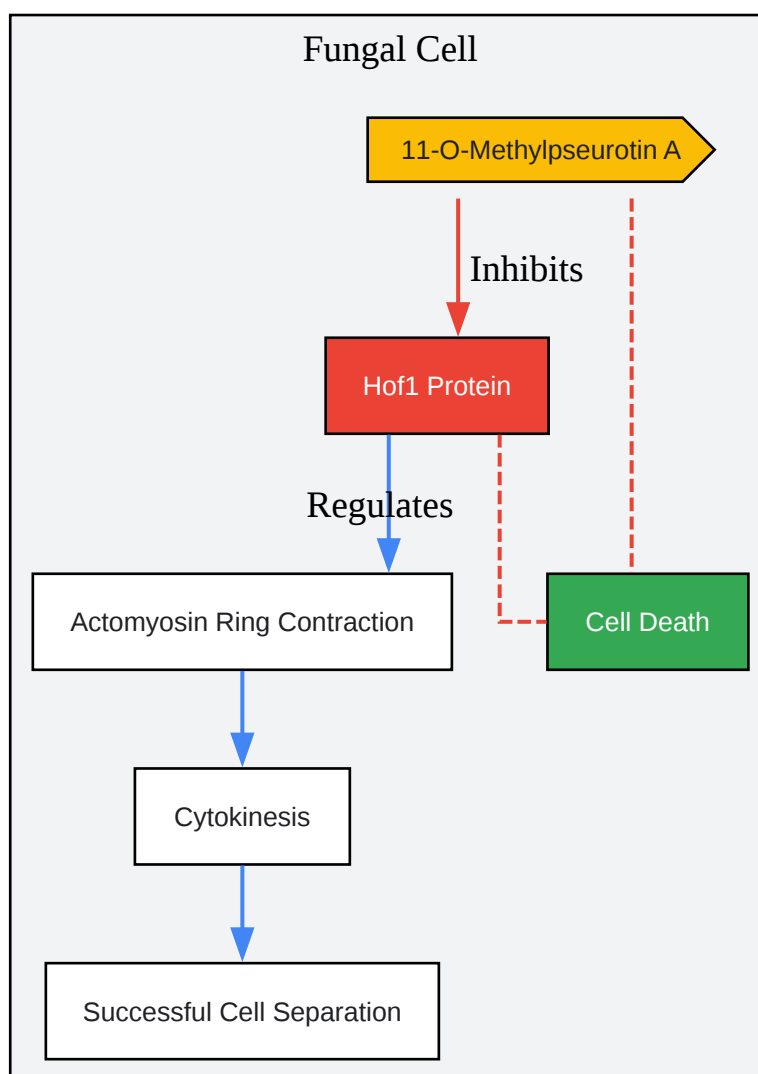 Fungal Cell
11-O-Methylpseurotin A
Inhibits
Hof1 Protein
Regulates
Actomyosin Ring Contraction
Cell Death
Cytokinesis
Successful Cell Separation